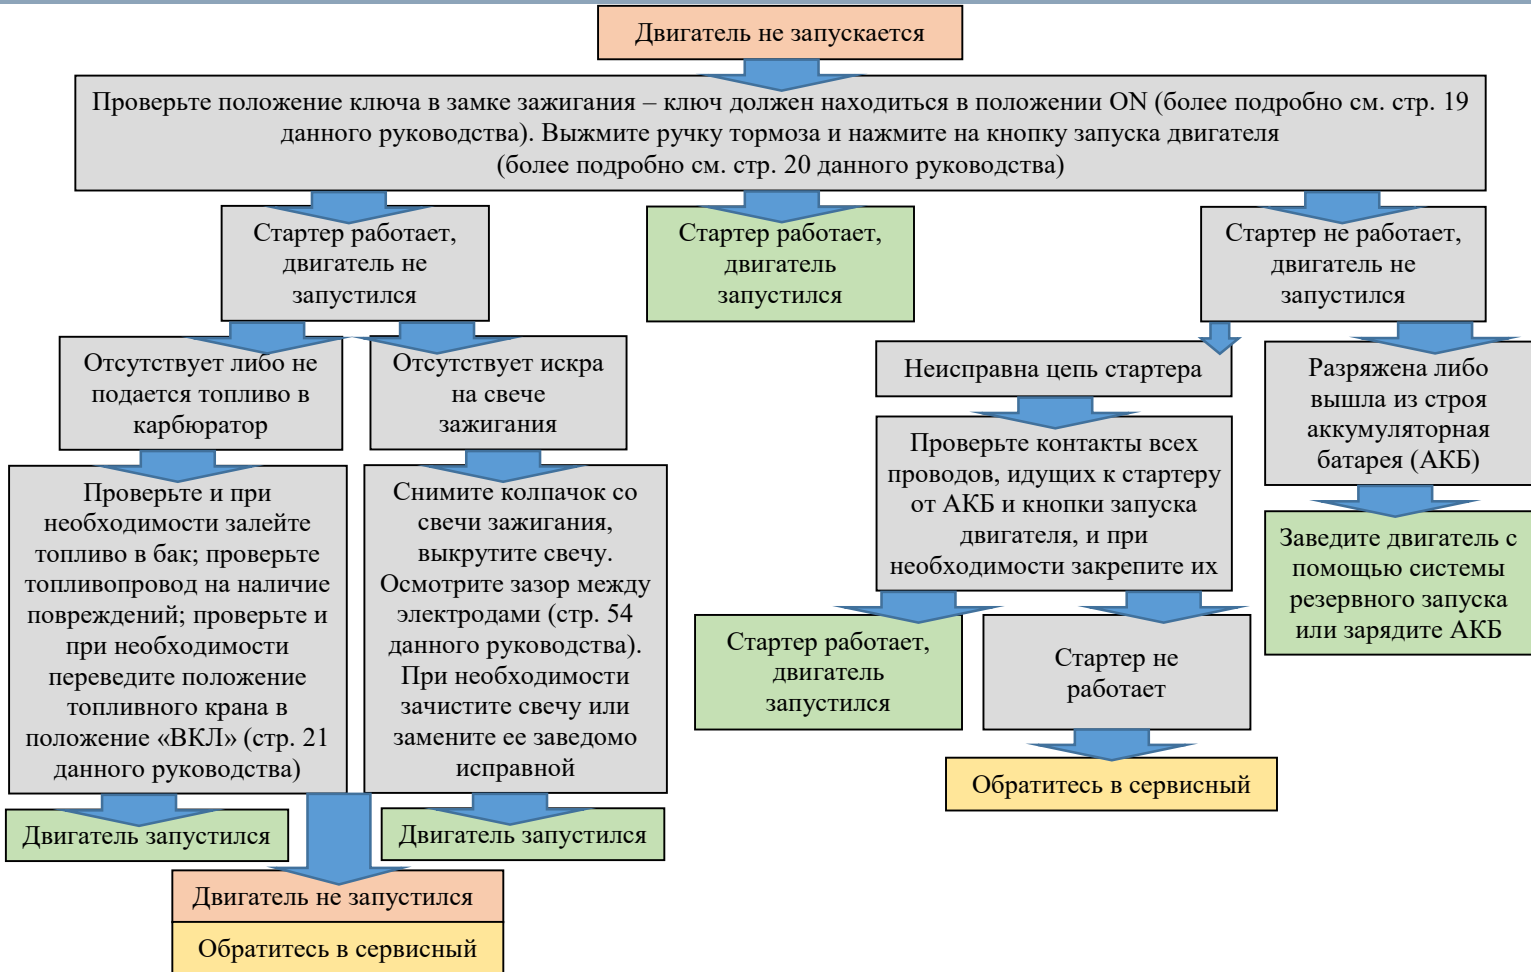 Двигатель не запускается
Проверьте положение ключа в замке зажигания – ключ должен находиться в положении ON (более подробно см. стр. 19
данного руководства). Выжмите ручку тормоза и нажмите на кнопку запуска двигателя
(более подробно см. стр. 20 данного руководства)
Стартер работает,
двигатель не
запустился
Стартер работает,
двигатель
запустился
Стартер не работает,
двигатель не
запустился
Отсутствует либо не
подается топливо в
карбюратор
Отсутствует искра
на свече
зажигания
Неисправна цепь стартера
Разряжена либо
вышла из строя
аккумуляторная
батарея (АКБ)
Проверьте и при
необходимости залейте
топливо в бак; проверьте
топливопровод на наличие
повреждений; проверьте и
при необходимости
переведите положение
топливного крана в
положение «ВКЛ» (стр. 21
данного руководства)
Снимите колпачок со
свечи зажигания,
выкрутите свечу.
Осмотрите зазор между
электродами (стр. 54
данного руководства).
При необходимости
зачистите свечу или
замените ее заведомо
исправной
Проверьте контакты всех
проводов, идущих к стартеру
от АКБ и кнопки запуска
двигателя, и при
необходимости закрепите их
Заведите двигатель с
помощью системы
резервного запуска
или зарядите АКБ
Стартер работает,
двигатель
запустился
Стартер не
работает
Обратитесь в сервисный
Двигатель запустился
Двигатель запустился
Двигатель не запустился
Обратитесь в сервисный